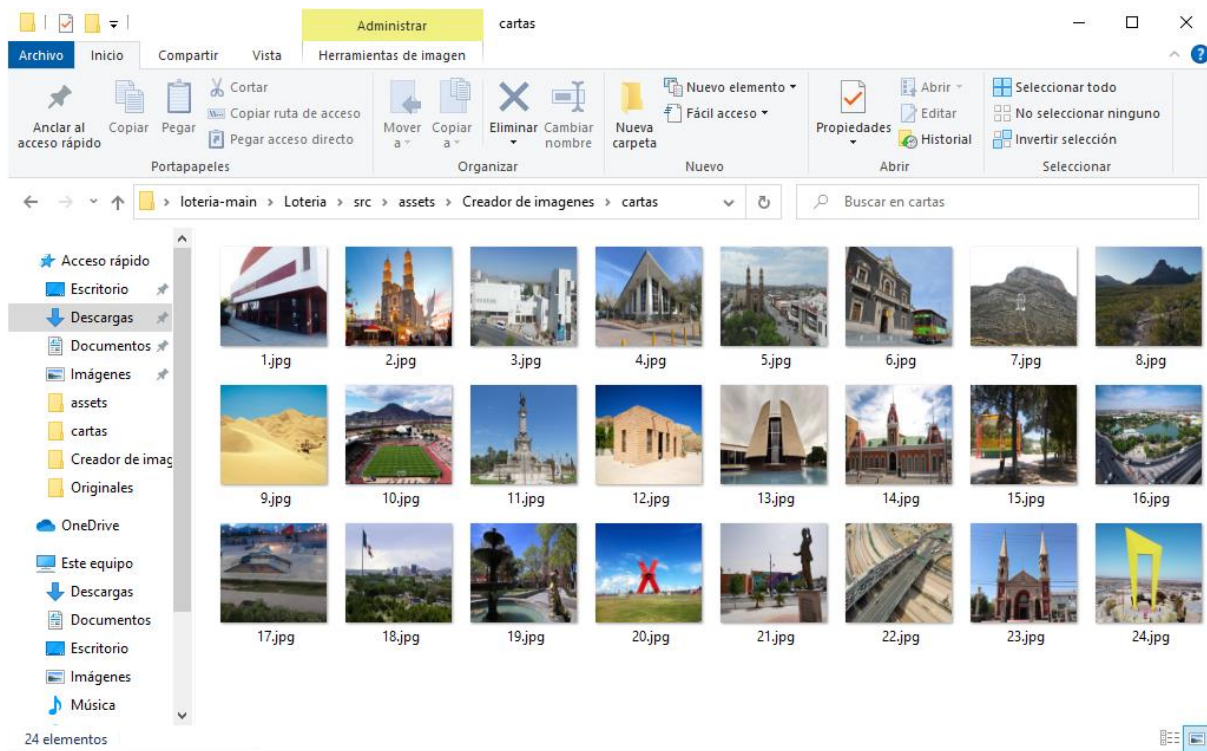 Administrar
cartas
Archivo
Inicio
Compartir
Vista
Herramientas de imagen
Anclar al
acceso rápido
Copiar
Pegar
Cortar
Copiar ruta de acceso
Pegar acceso directo
Portapapeles
Mover
a
Copiar
a
Eliminar
Cambiar
nombre
Organizar
Nueva
carpeta
Nuevo elemento
Fácil acceso
Nuevo
Propiedades
Abrir
Editar
Historial
Abrir
Seleccionar todo
No seleccionar ninguno
Invertir selección
Seleccionar
loteria-main > Loteria > src > assets > Creador de imagenes > cartas
Buscar en cartas
Acceso rápido
Escritorio
Descargas
Documentos
Imágenes
assets
cartas
Creador de imag
Originales
OneDrive
Este equipo
Descargas
Documentos
Escritorio
Imágenes
Música
1.jpg
2.jpg
3.jpg
4.jpg
5.jpg
6.jpg
7.jpg
8.jpg
9.jpg
10.jpg
11.jpg
12.jpg
13.jpg
14.jpg
15.jpg
16.jpg
17.jpg
18.jpg
19.jpg
20.jpg
21.jpg
22.jpg
23.jpg
24.jpg
24 elementos